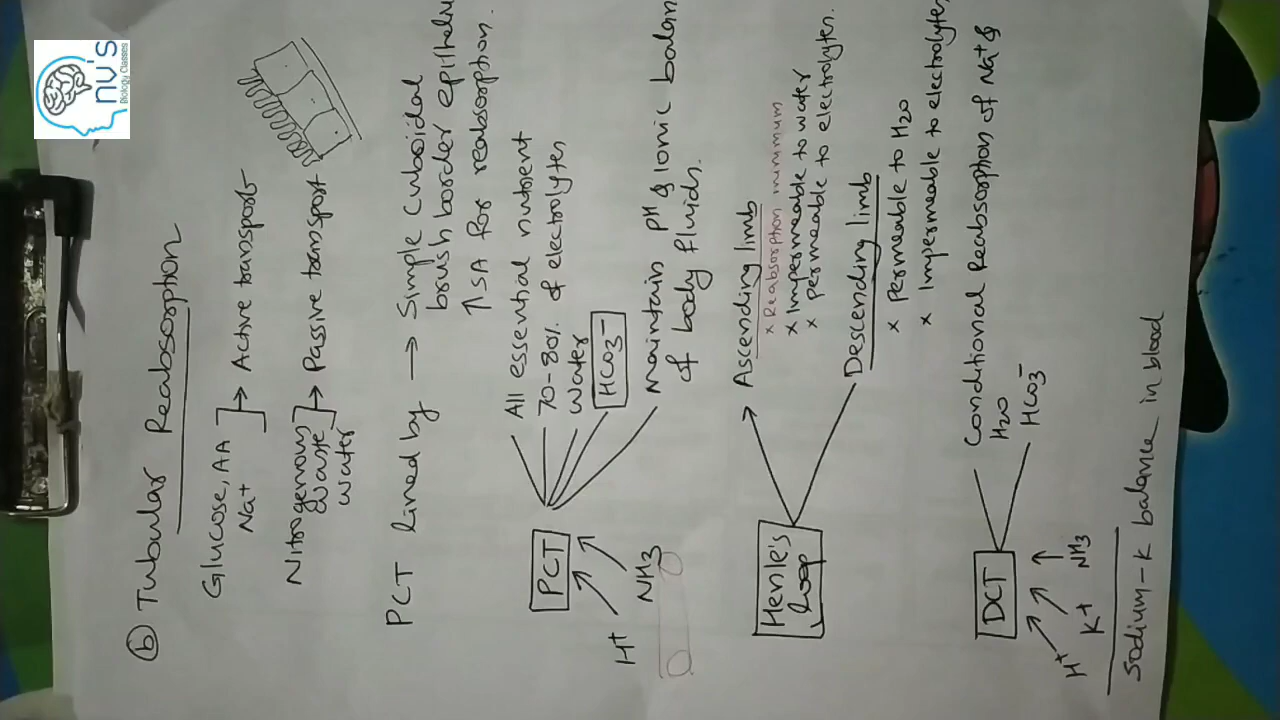 nv's
Biology Classes
(b) Tubular Reabsorption
Glucose, AA
Na+
→ Active transport
Nitrogenous
waste
water
→ Passive transport
PCT lined by → Simple cuboidal
brush border
↑SA for reabsorption.
PCT
H+
NH3
All essential nutrient
70-80% of electrolytes
water
HCO3-
maintain pH & ionic
of body fluids.
Henle's
Loop
Ascending limb
x Reabsorption minimum
x Impermeable to water
x permeable to electrolytes.
Descending limb
x Permeable to H2O
x Impermeable to electrolytes
DCT
H+
K+
NH3
Conditional Reabsorption of Na+ &
H2O
HCO3-
Sodium-K balance in blood